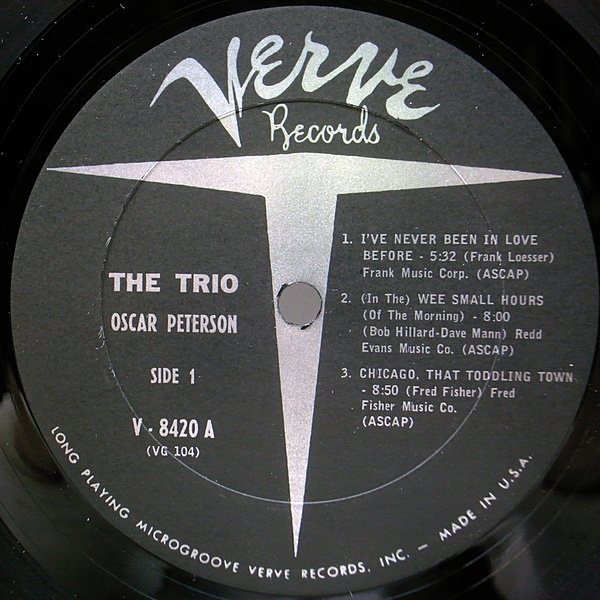 Verve
Records
THE TRIO
OSCAR PETERSON
SIDE 1
V - 8420 A
(VG 104)
1. I'VE NEVER BEEN IN LOVE
BEFORE - 5:32 (Frank Loesser)
Frank Music Corp. (ASCAP)
2. (In The) WEE SMALL HOURS
(Of The Morning) - 8:00
(Bob Hillard-Dave Mann) Redd
Evans Music Co. (ASCAP)
3. CHICAGO, THAT TODDLING TOWN
- 8:50 (Fred Fisher) Fred
Fisher Music Co.
(ASCAP)
LONG PLAYING MICROGROOVE VERVE RECORDS, INC. — MADE IN U.S.A.